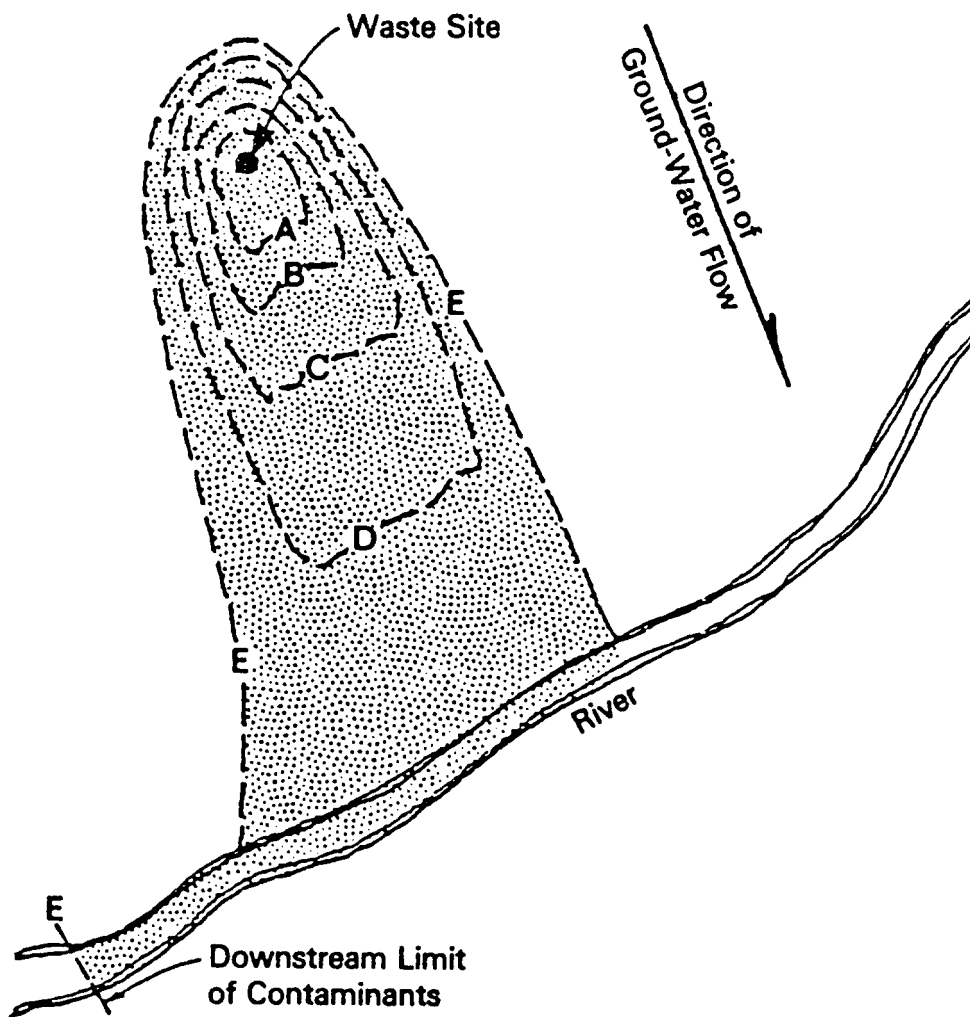 Waste Site
Direction of
Ground-Water Flow
A
B
E
C
D
E
River
E
Downstream Limit
of Contaminants